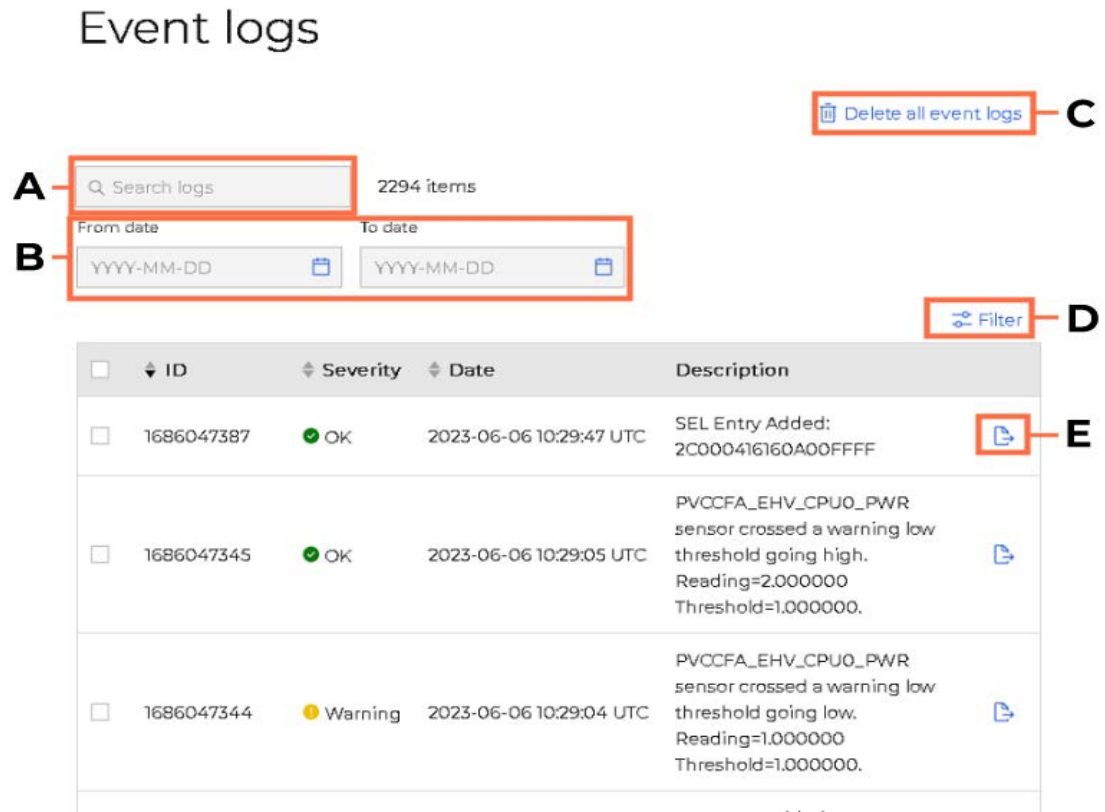 Event logs
Delete all event logs
C
A
Search logs
2294 items
From date
To date
B
YYYY-MM-DD
YYYY-MM-DD
Filter
D
ID
Severity
Date
Description
1686047387
OK
2023-06-06 10:29:47 UTC
SEL Entry Added:
2C000416160A00FFFF
E
1686047345
OK
2023-06-06 10:29:05 UTC
PVCCFA_EHV_CPU0_PWR
sensor crossed a warning low
threshold going high.
Reading=2.000000
Threshold=1.000000.
1686047344
Warning
2023-06-06 10:29:04 UTC
PVCCFA_EHV_CPU0_PWR
sensor crossed a warning low
threshold going low.
Reading=1.000000
Threshold=1.000000.